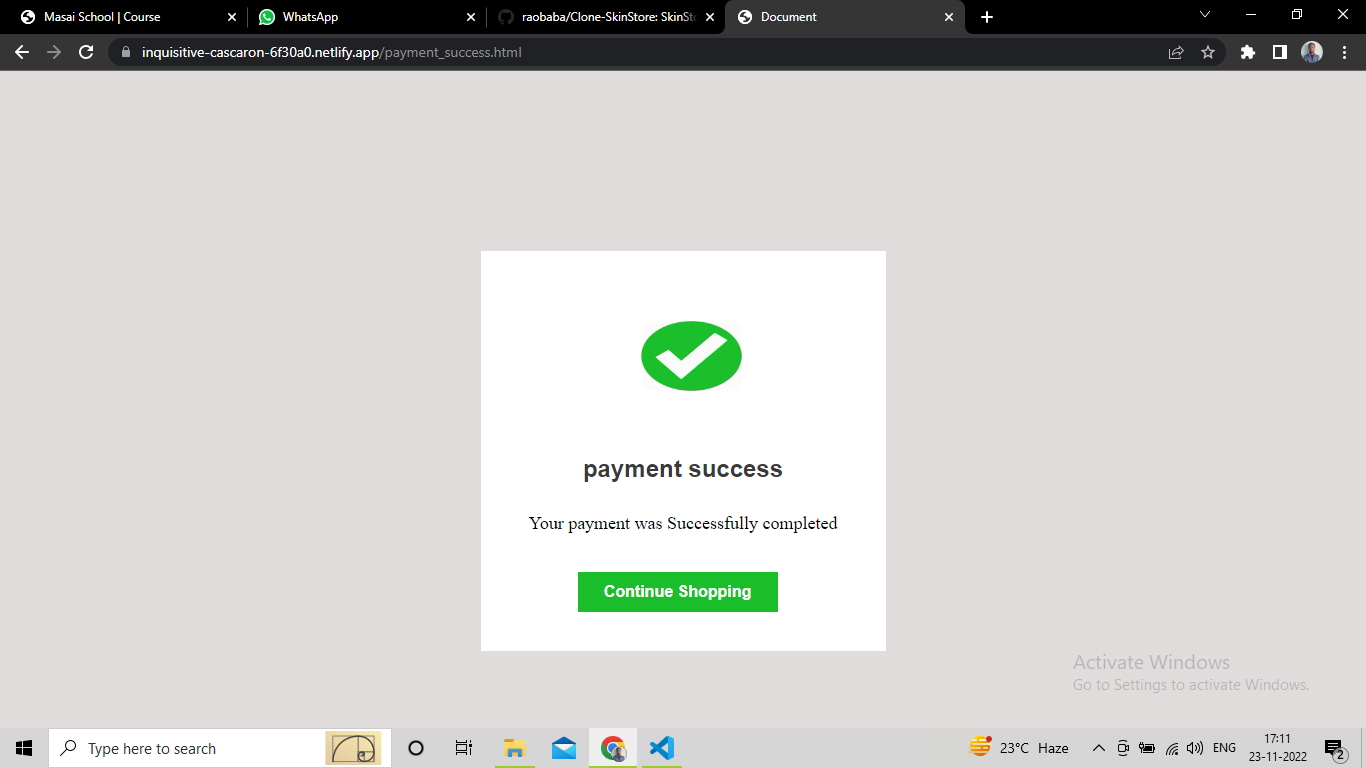 Masai School | Course
WhatsApp
raobaba/Clone-SkinStore: SkinSto
Document
inquisitive-cascaron-6f30a0.netlify.app/payment_success.html
payment success
Your payment was Successfully completed
Continue Shopping
Activate Windows
Go to Settings to activate Windows.
Type here to search
23°C Haze
ENG
17:11
23-11-2022
2